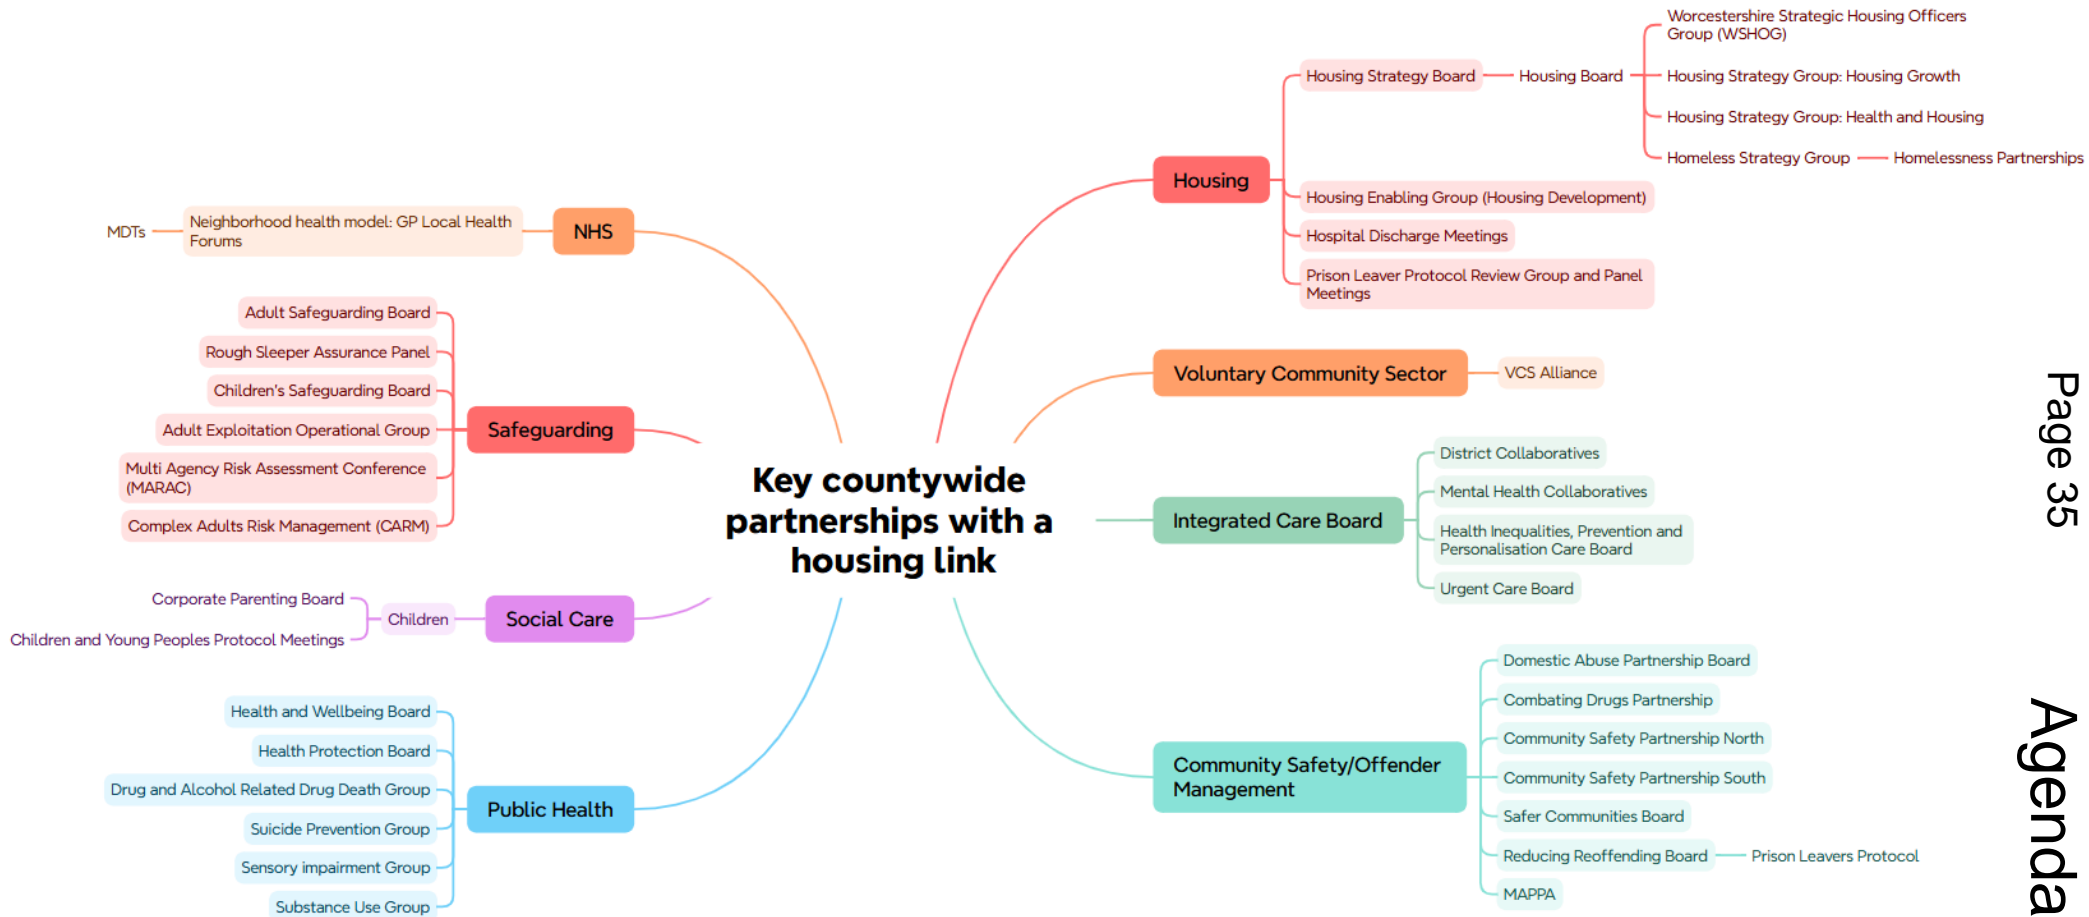 Key countywide
partnerships with a
housing link
Housing
Housing Strategy Board
Housing Board
Worcestershire Strategic Housing Officers
Group (WSHOG)
Housing Strategy Group: Housing Growth
Housing Strategy Group: Health and Housing
Homeless Strategy Group
Homelessness Partnerships
Housing Enabling Group (Housing Development)
Hospital Discharge Meetings
Prison Leaver Protocol Review Group and Panel
Meetings
Voluntary Community Sector
VCS Alliance
Integrated Care Board
District Collaboratives
Mental Health Collaboratives
Health Inequalities, Prevention and
Personalisation Care Board
Urgent Care Board
Community Safety/Offender
Management
Domestic Abuse Partnership Board
Combating Drugs Partnership
Community Safety Partnership North
Community Safety Partnership South
Safer Communities Board
Reducing Reoffending Board
Prison Leavers Protocol
MAPPA
NHS
Neighborhood health model: GP Local Health
Forums
MDTs
Safeguarding
Adult Safeguarding Board
Rough Sleeper Assurance Panel
Children's Safeguarding Board
Adult Exploitation Operational Group
Multi Agency Risk Assessment Conference
(MARAC)
Complex Adults Risk Management (CARM)
Social Care
Children
Corporate Parenting Board
Children and Young Peoples Protocol Meetings
Public Health
Health and Wellbeing Board
Health Protection Board
Drug and Alcohol Related Drug Death Group
Suicide Prevention Group
Sensory impairment Group
Substance Use Group
Page 35
Agenda